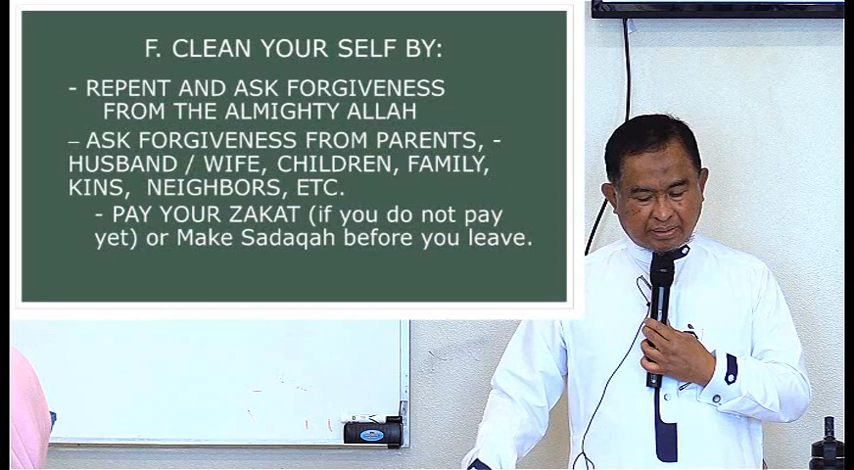 F. CLEAN YOUR SELF BY:
- REPENT AND ASK FORGIVENESS
FROM THE ALMIGHTY ALLAH
– ASK FORGIVENESS FROM PARENTS, -
HUSBAND / WIFE, CHILDREN, FAMILY,
KINS, NEIGHBORS, ETC.
- PAY YOUR ZAKAT (if you do not pay
yet) or Make Sadaqah before you leave.